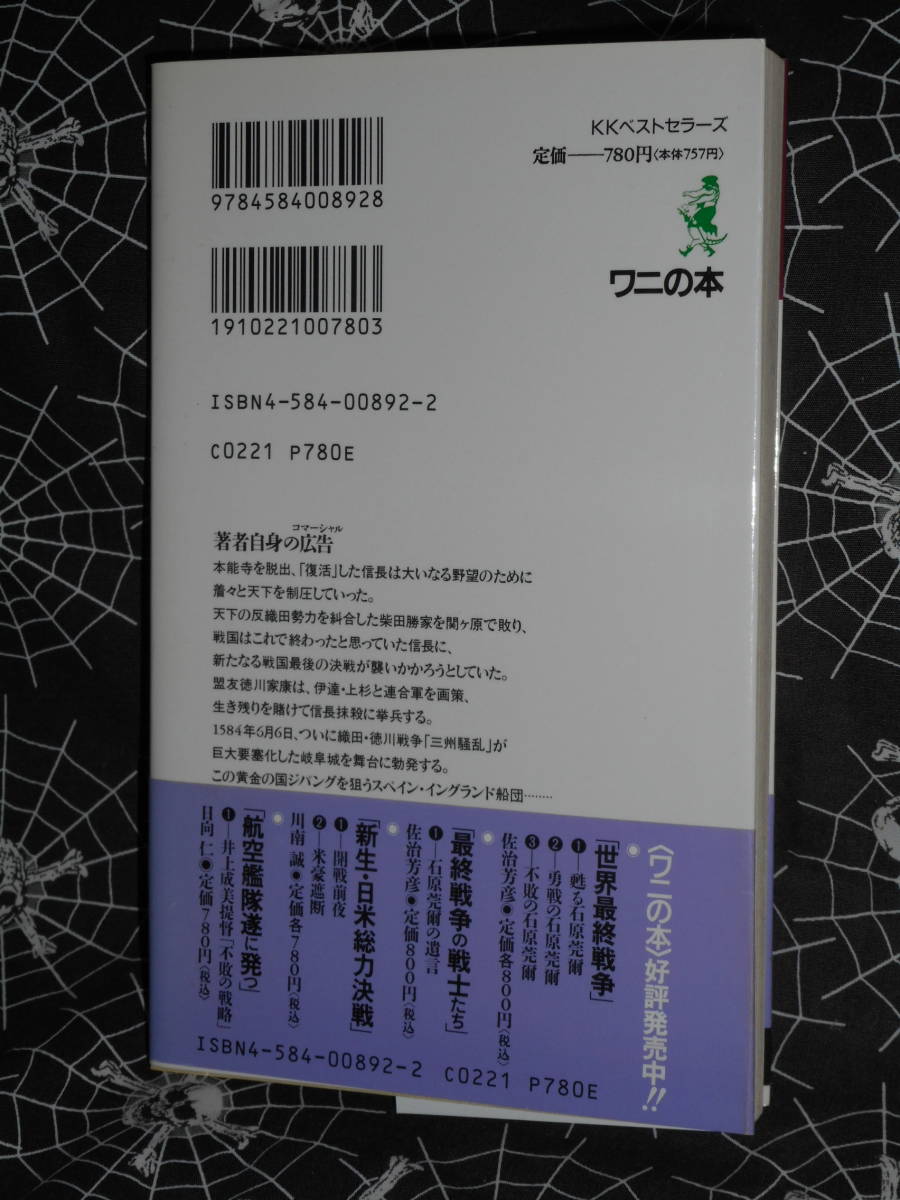 KKベストセラーズ
定価──780円〈本体757円〉
ワニの本
9784584008928
1910221007803
ISBN4-584-00892-2
C0221 P780E
コマーシャル
著者自身の広告
本能寺を脱出、「復活」した信長は大いなる野望のために
着々と天下を制圧していった。
天下の反織田勢力を糾合した柴田勝家を関ヶ原で敗り、
戦国はこれで終わったと思っていた信長に、
新たなる戦国最後の決戦が襲いかかろうとしていた。
盟友徳川家康は、伊達・上杉と連合軍を画策、
生き残りを賭けて信長抹殺に挙兵する。
1584年6月6日、ついに織田・徳川戦争「三州騒乱」が
巨大要塞化した岐阜城を舞台に勃発する。
この黄金の国ジパングを狙うスペイン・イングランド船団………
〈ワニの本〉好評発売中!!
◉「世界最終戦争」
❶─甦る石原莞爾
❷─勇戦の石原莞爾
❸─不敗の石原莞爾
佐治芳彦●定価各800円〈税込〉
◉「最終戦争の戦士たち」
❶─石原莞爾の遺言
佐治芳彦●定価800円〈税込〉
◉「新生・日米総力決戦」
❶─開戦前夜
❷─米豪遮断
川南 誠●定価各780円〈税込〉
◉「航空艦隊遂に発つ」
❶─井上成美提督「不敗の戦略」
日向 仁●定価780円〈税込〉
ISBN4-584-00892-2 C0221 P780E